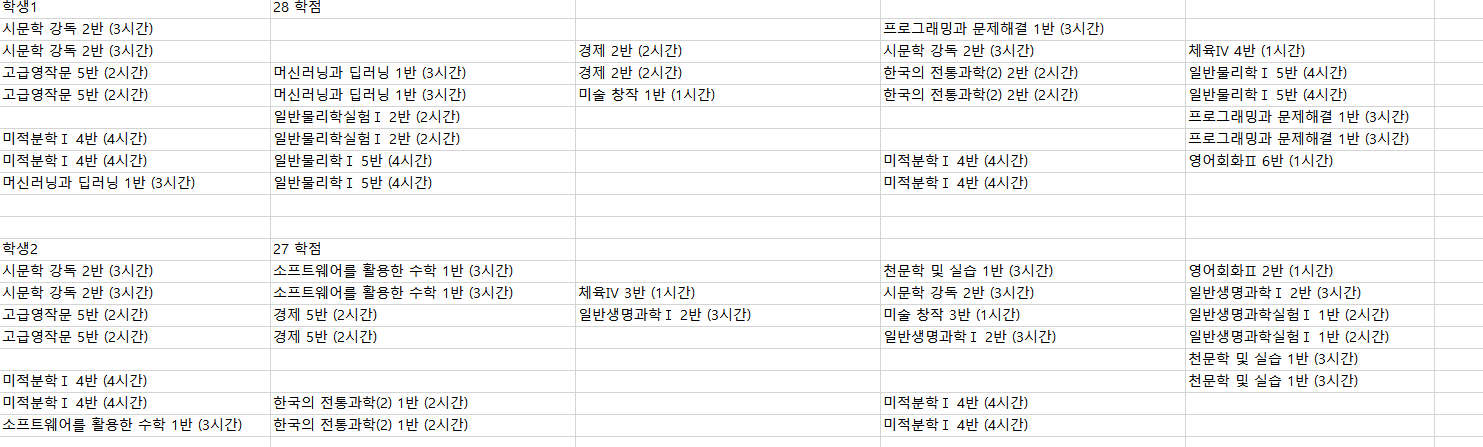 학생1 28 학점
시문학 강독 2반 (3시간) 프로그래밍과 문제해결 1반 (3시간)
시문학 강독 2반 (3시간) 경제 2반 (2시간) 시문학 강독 2반 (3시간) 체육Ⅳ 4반 (1시간)
고급영작문 5반 (2시간) 머신러닝과 딥러닝 1반 (3시간) 경제 2반 (2시간) 한국의 전통과학(2) 2반 (2시간) 일반물리학Ⅰ 5반 (4시간)
고급영작문 5반 (2시간) 머신러닝과 딥러닝 1반 (3시간) 미술 창작 1반 (1시간) 한국의 전통과학(2) 2반 (2시간) 일반물리학Ⅰ 5반 (4시간)
일반물리학실험Ⅰ 2반 (2시간) 프로그래밍과 문제해결 1반 (3시간)
미적분학Ⅰ 4반 (4시간) 일반물리학실험Ⅰ 2반 (2시간) 프로그래밍과 문제해결 1반 (3시간)
미적분학Ⅰ 4반 (4시간) 일반물리학Ⅰ 5반 (4시간) 미적분학Ⅰ 4반 (4시간) 영어회화Ⅱ 6반 (1시간)
머신러닝과 딥러닝 1반 (3시간) 일반물리학Ⅰ 5반 (4시간) 미적분학Ⅰ 4반 (4시간)
학생2 27 학점
시문학 강독 2반 (3시간) 소프트웨어를 활용한 수학 1반 (3시간) 천문학 및 실습 1반 (3시간) 영어회화Ⅱ 2반 (1시간)
시문학 강독 2반 (3시간) 소프트웨어를 활용한 수학 1반 (3시간) 체육Ⅳ 3반 (1시간) 시문학 강독 2반 (3시간) 일반생명과학Ⅰ 2반 (3시간)
고급영작문 5반 (2시간) 경제 5반 (2시간) 일반생명과학Ⅰ 2반 (3시간) 미술 창작 3반 (1시간) 일반생명과학실험Ⅰ 1반 (2시간)
고급영작문 5반 (2시간) 경제 5반 (2시간) 일반생명과학Ⅰ 2반 (3시간) 일반생명과학실험Ⅰ 1반 (2시간)
천문학 및 실습 1반 (3시간)
미적분학Ⅰ 4반 (4시간) 천문학 및 실습 1반 (3시간)
미적분학Ⅰ 4반 (4시간) 한국의 전통과학(2) 1반 (2시간) 미적분학Ⅰ 4반 (4시간)
소프트웨어를 활용한 수학 1반 (3시간) 한국의 전통과학(2) 1반 (2시간) 미적분학Ⅰ 4반 (4시간)